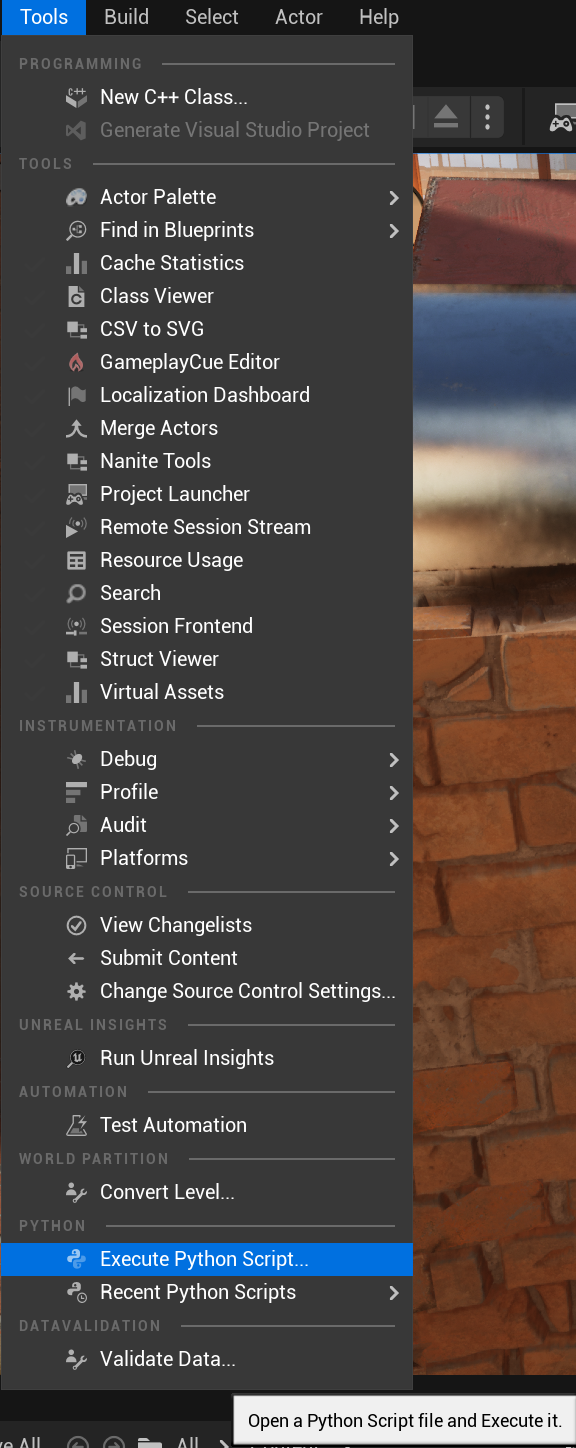 Tools Build Select Actor Help
PROGRAMMING
C++ New C++ Class...
Generate Visual Studio Project
TOOLS
Actor Palette
Find in Blueprints
Cache Statistics
Class Viewer
CSV to SVG
GameplayCue Editor
Localization Dashboard
Merge Actors
Nanite Tools
Project Launcher
Remote Session Stream
Resource Usage
Search
Session Frontend
Struct Viewer
Virtual Assets
INSTRUMENTATION
Debug
Profile
Audit
Platforms
SOURCE CONTROL
View Changelists
Submit Content
Change Source Control Settings...
UNREAL INSIGHTS
Run Unreal Insights
AUTOMATION
Test Automation
WORLD PARTITION
Convert Level...
PYTHON
Execute Python Script...
Recent Python Scripts
DATAVALIDATION
Validate Data...
Open a Python Script file and Execute it.
All All